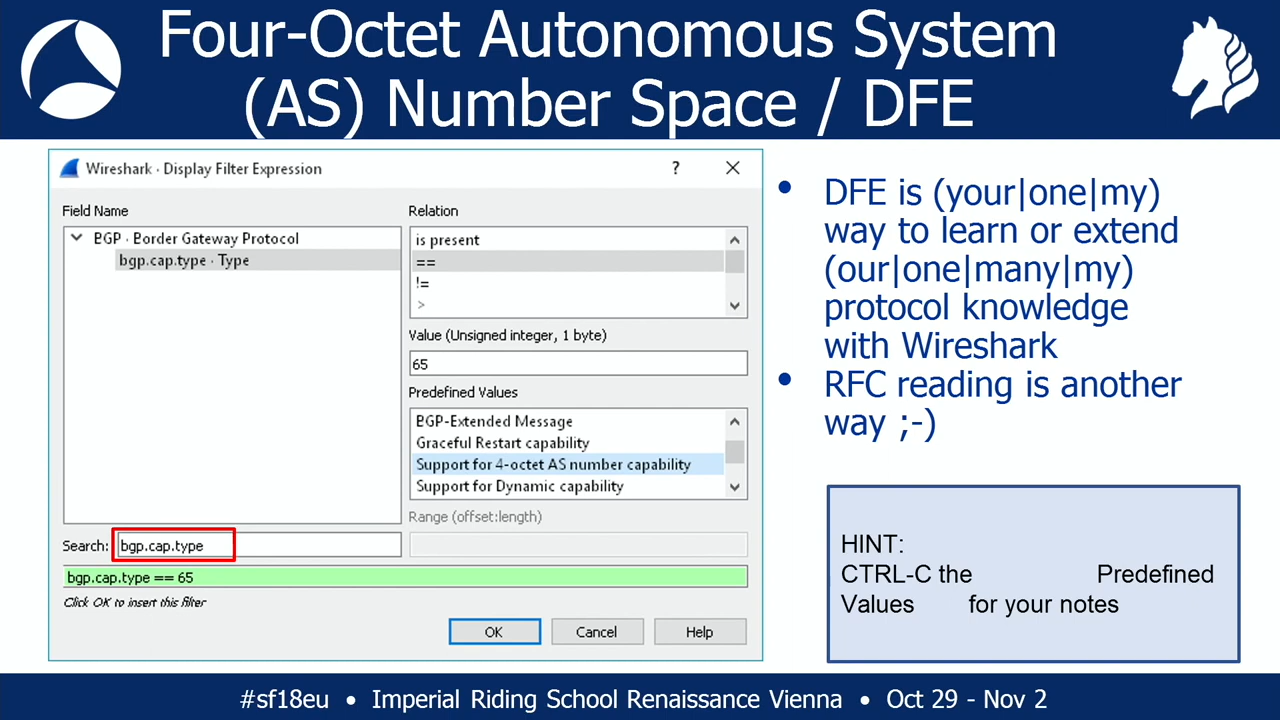 Four-Octet Autonomous System
(AS) Number Space / DFE
Wireshark · Display Filter Expression
?
Field Name
BGP · Border Gateway Protocol
bgp.cap.type · Type
Search:
bgp.cap.type
Relation
is present
==
!=
>
Value (Unsigned integer, 1 byte)
65
Predefined Values
BGP-Extended Message
Graceful Restart capability
Support for 4-octet AS number capability
Support for Dynamic capability
Range (offset:length)
bgp.cap.type == 65
Click OK to insert this filter
OK
Cancel
Help
• DFE is (your|one|my)
way to learn or extend
(our|one|many|my)
protocol knowledge
with Wireshark
• RFC reading is another
way ;-)
HINT:
CTRL-C the Predefined
Values for your notes
#sf18eu • Imperial Riding School Renaissance Vienna • Oct 29 - Nov 2